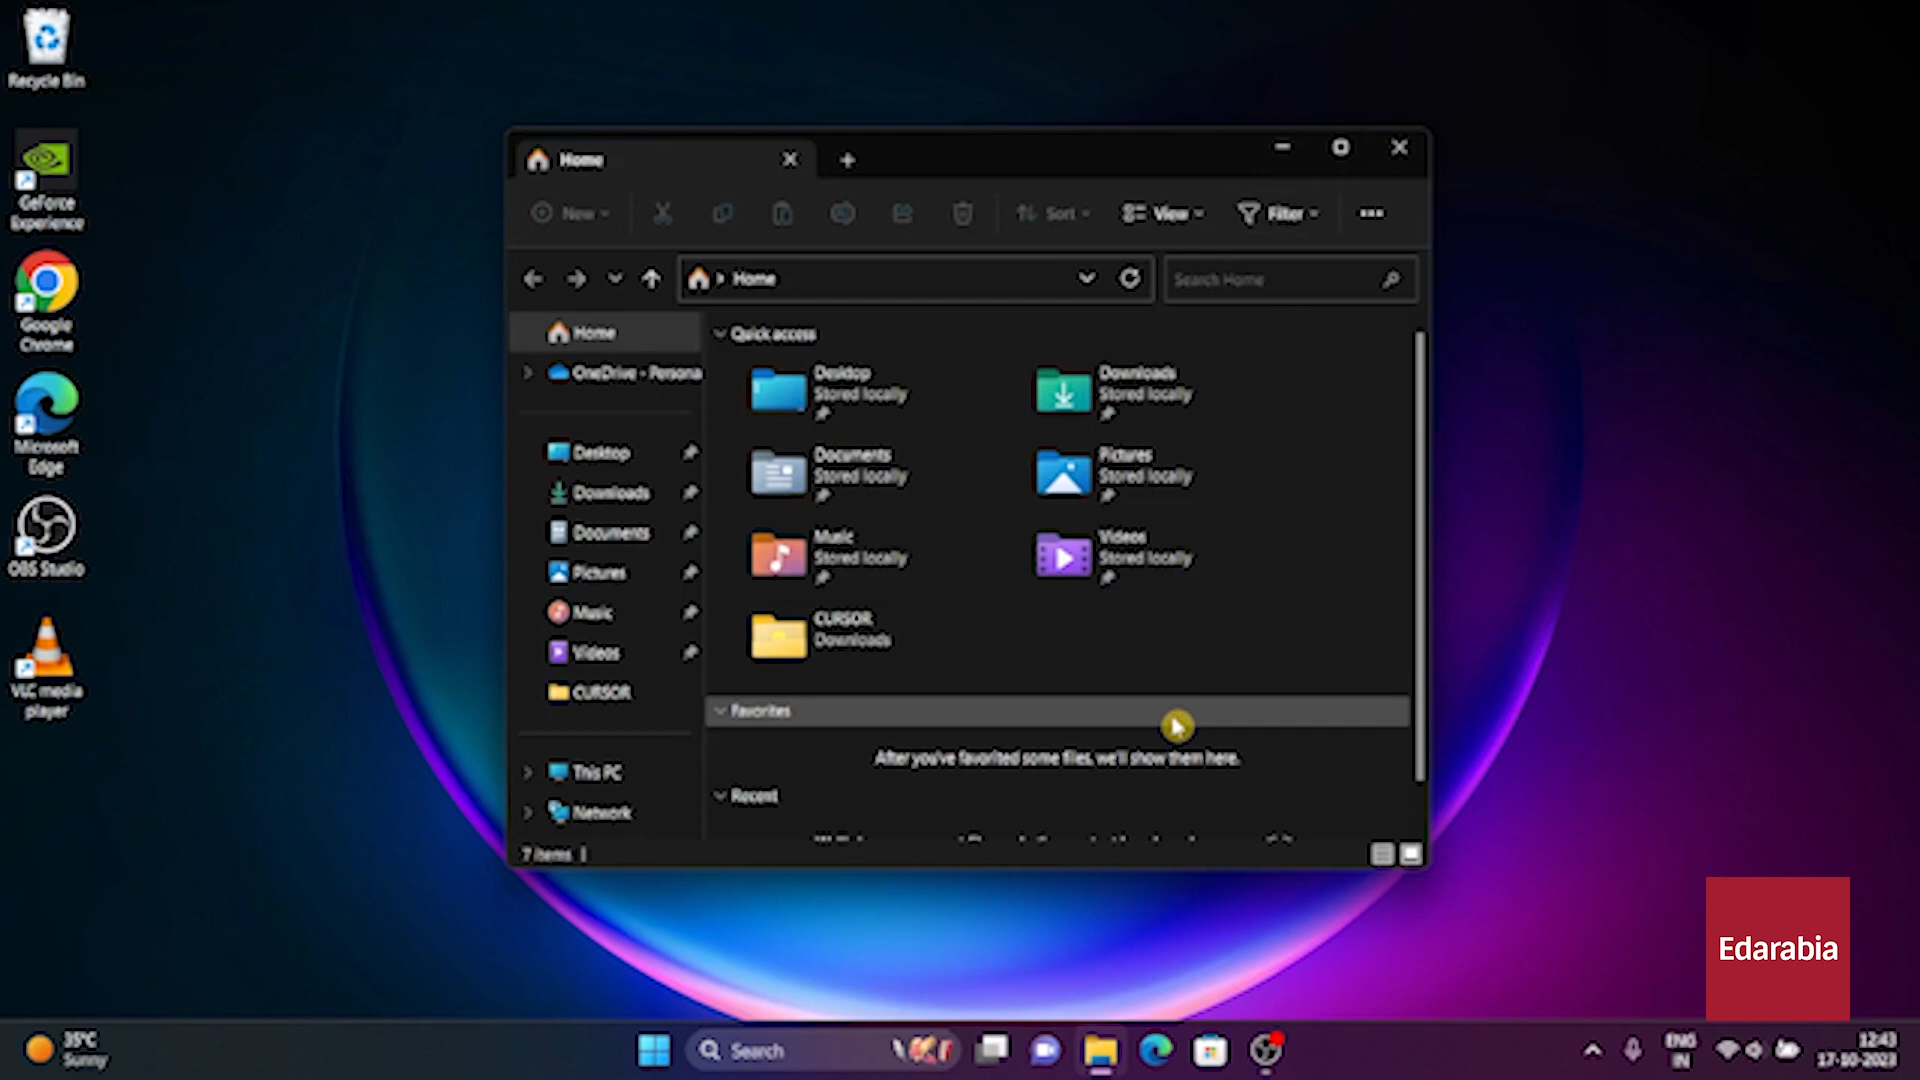 Recycle Bin
GeForce
Experience
Google
Chrome
Microsoft
Edge
OBS Studio
VLC media
player
Home
New
Sort
View
Filter
Home
Search Home
Home
OneDrive - Persona
Desktop
Downloads
Documents
Pictures
Music
Videos
CURSOR
This PC
Network
Quick access
Desktop
Stored locally
Downloads
Stored locally
Documents
Stored locally
Pictures
Stored locally
Music
Stored locally
Videos
Stored locally
CURSOR
Downloads
Favorites
After you've favorited some files, we'll show them here.
Recent
7 items
Edarabia
35°C
Sunny
Search
ENG
IN
12:43
17-10-2023